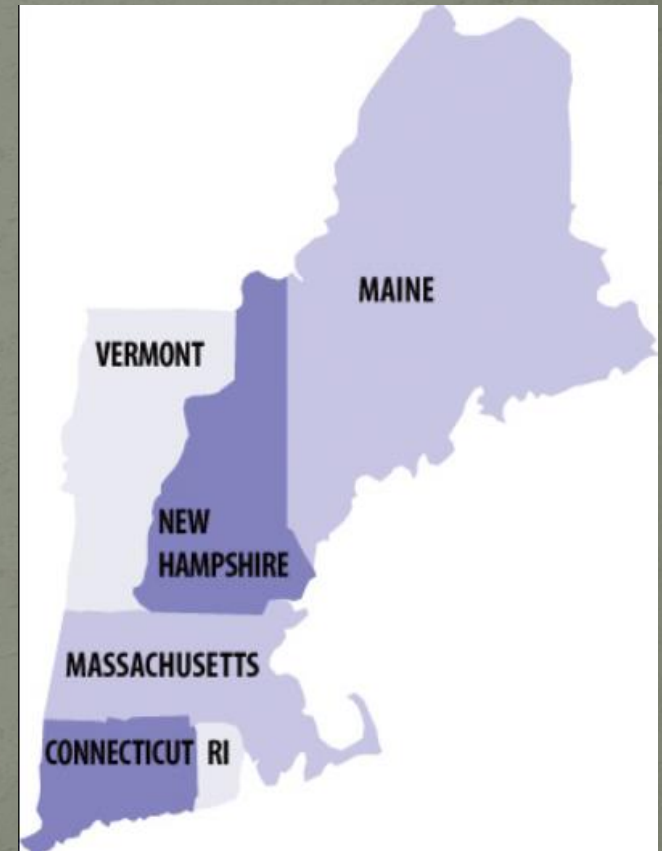 MAINE
VERMONT
NEW
HAMPSHIRE
MASSACHUSETTS
CONNECTICUT RI